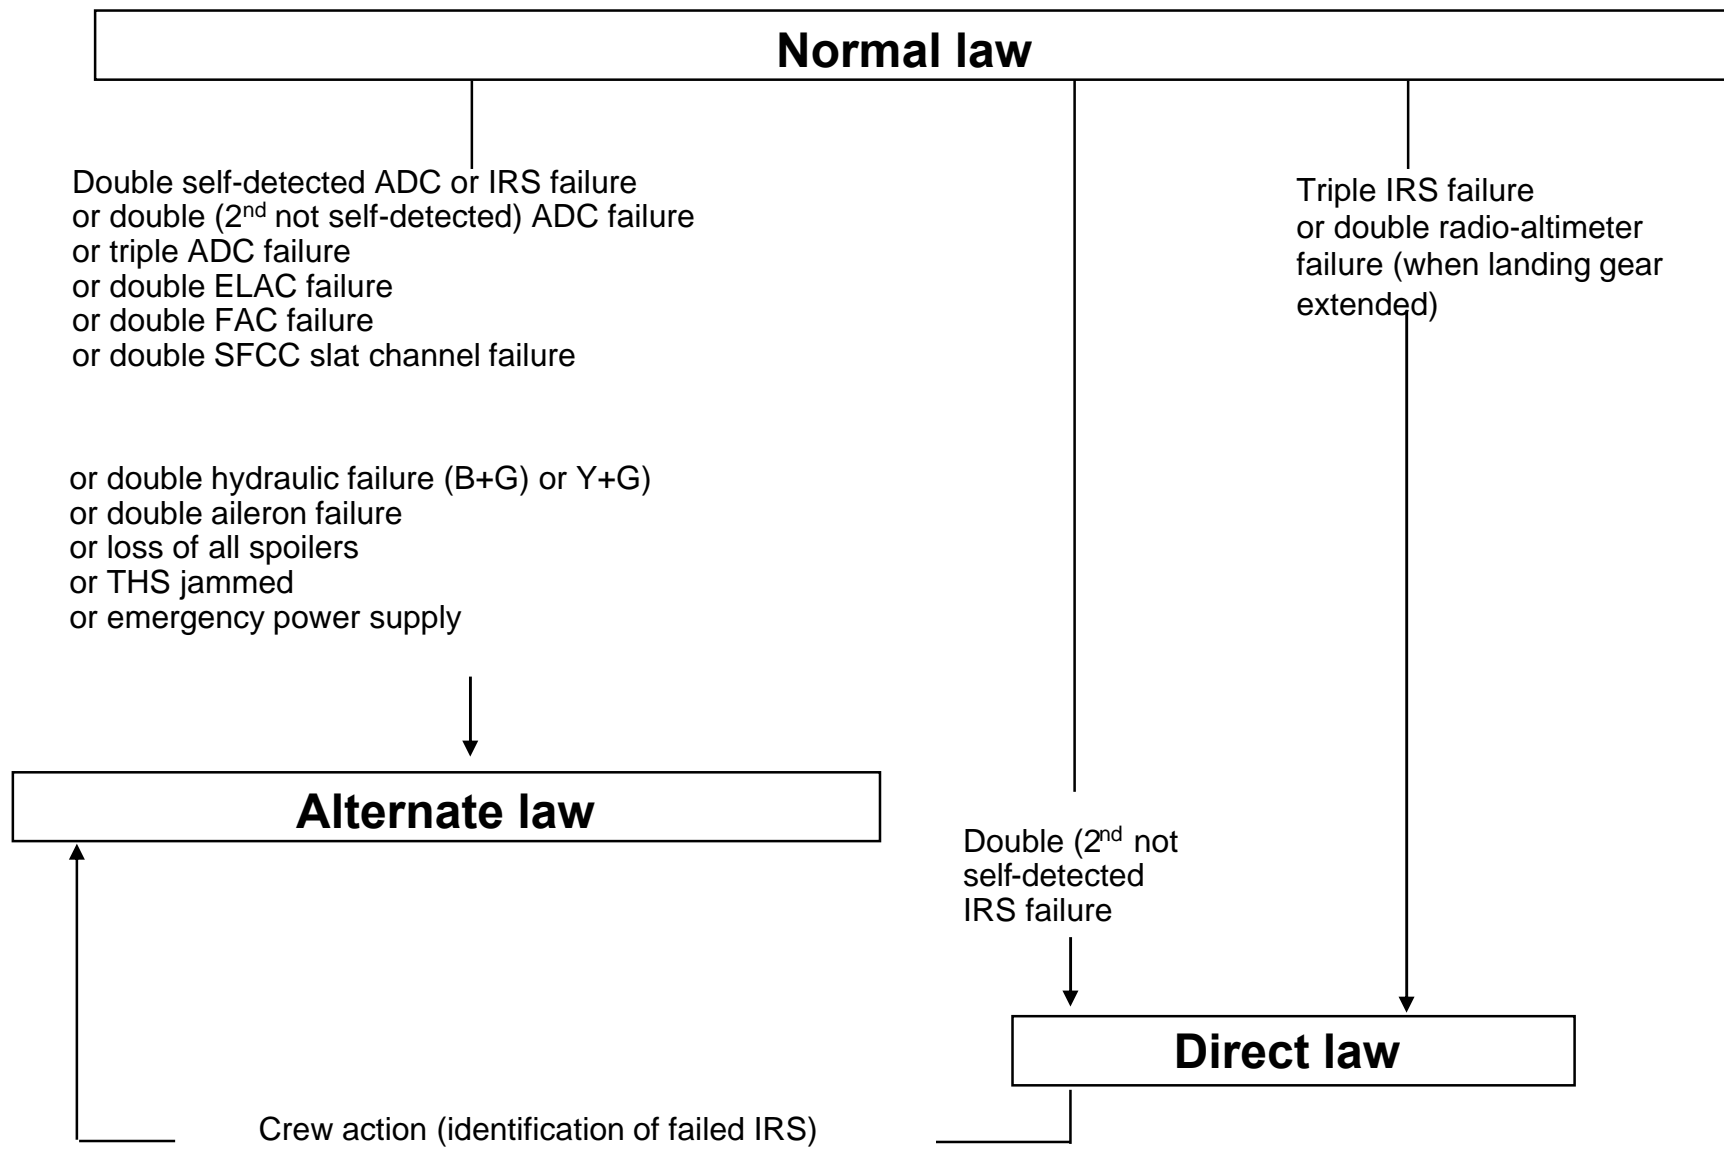 Normal law
Double self-detected ADC or IRS failure
or double (2nd not self-detected) ADC failure
or triple ADC failure
or double ELAC failure
or double FAC failure
or double SFCC slat channel failure
Triple IRS failure
or double radio-altimeter
failure (when landing gear
extended)
or double hydraulic failure (B+G) or Y+G)
or double aileron failure
or loss of all spoilers
or THS jammed
or emergency power supply
Alternate law
Double (2nd not
self-detected
IRS failure
Direct law
Crew action (identification of failed IRS)